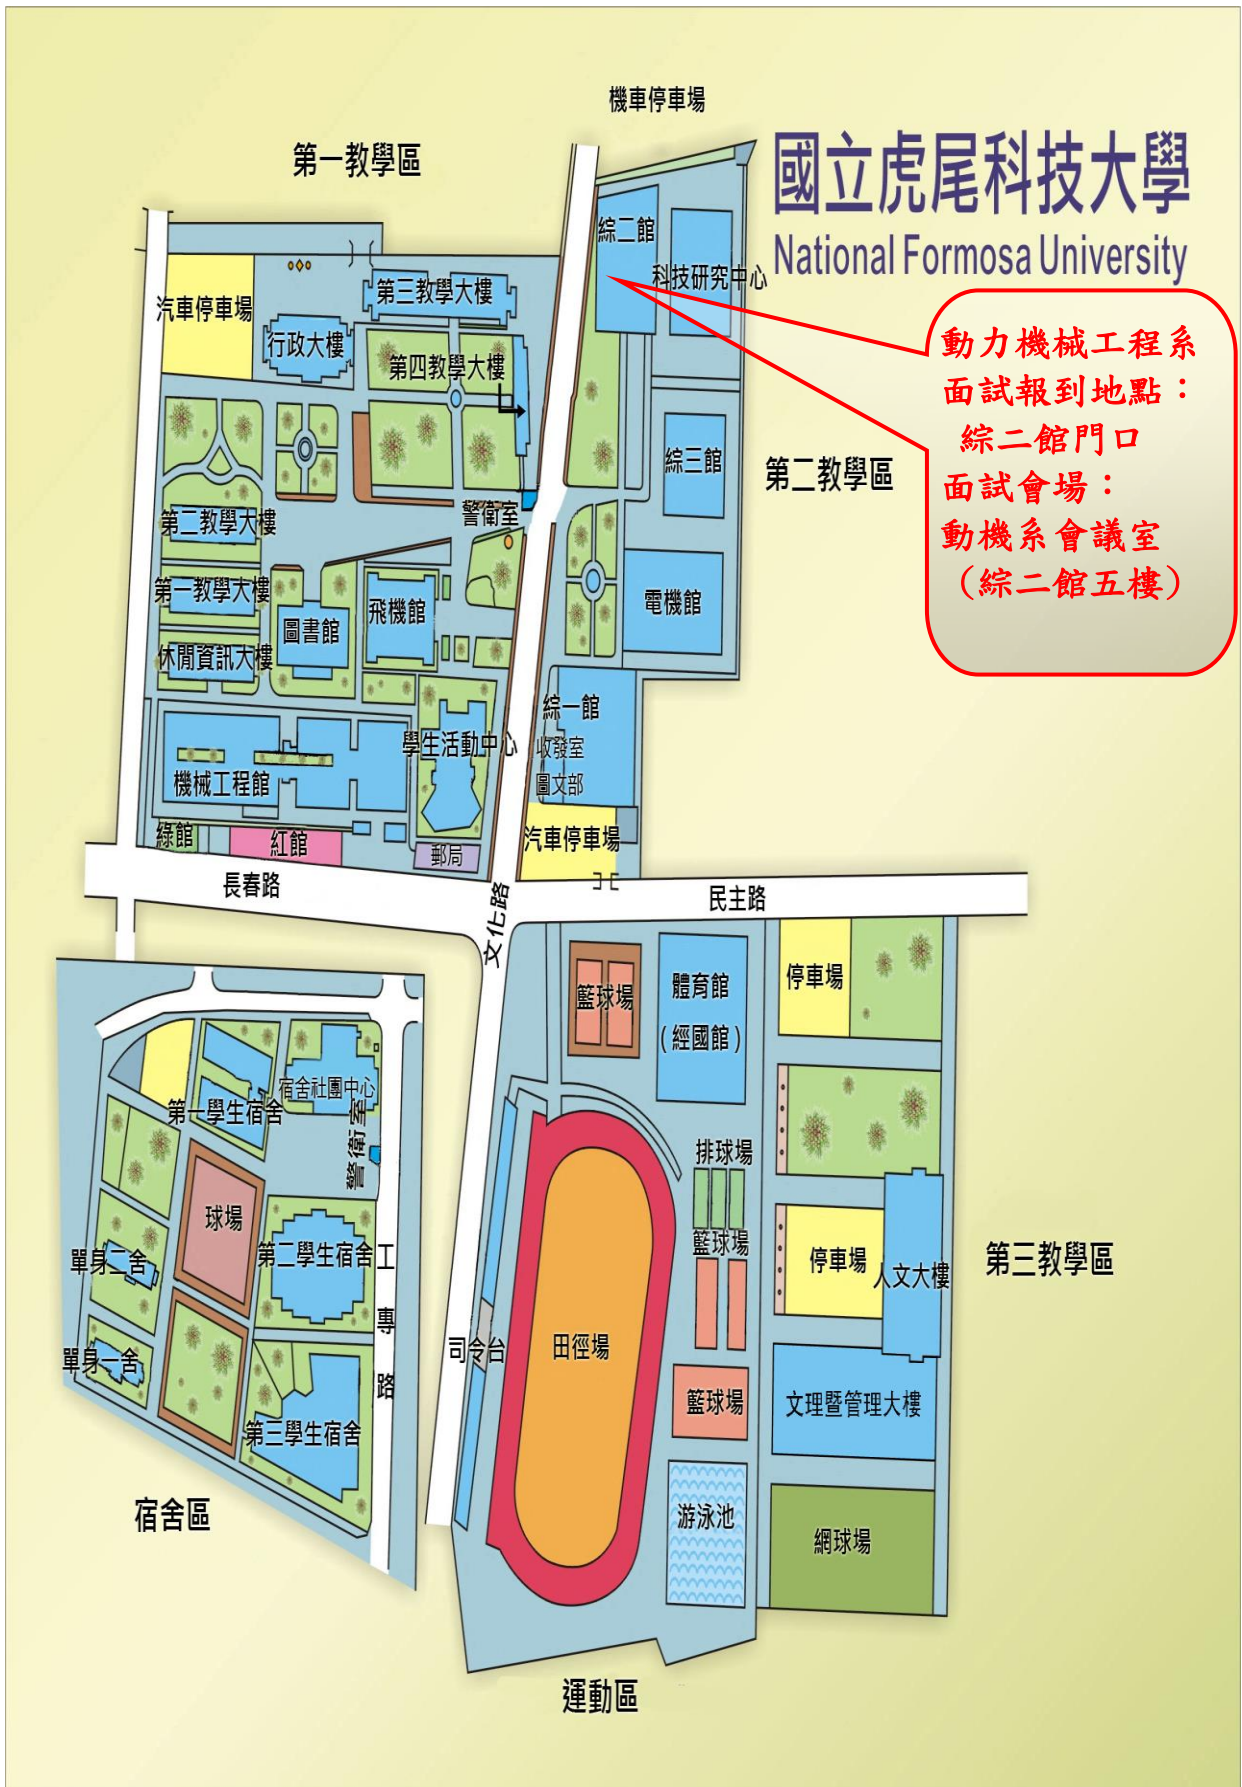 機車停車場
第一教學區
國立虎尾科技大學
National Formosa University
綜二館
科技研究中心
汽車停車場
第三教學大樓
行政大樓
第四教學大樓
動力機械工程系
面試報到地點：
綜二館門口
面試會場：
動機系會議室
（綜二館五樓）
綜三館
第二教學區
警衛室
第二教學大樓
第一教學大樓
圖書館
飛機館
電機館
休閒資訊大樓
綜一館
收發室
圖文部
學生活動中心
機械工程館
綠館
紅館
郵局
汽車停車場
長春路
文化路
民主路
籃球場
體育館
(經國館)
停車場
宿舍社團中心
第一學生宿舍
警衛室
排球場
球場
籃球場
第二學生宿舍
單身二舍
工專路
停車場
人文大樓
第三教學區
單身一舍
司令台
田徑場
籃球場
文理暨管理大樓
第三學生宿舍
宿舍區
游泳池
網球場
運動區